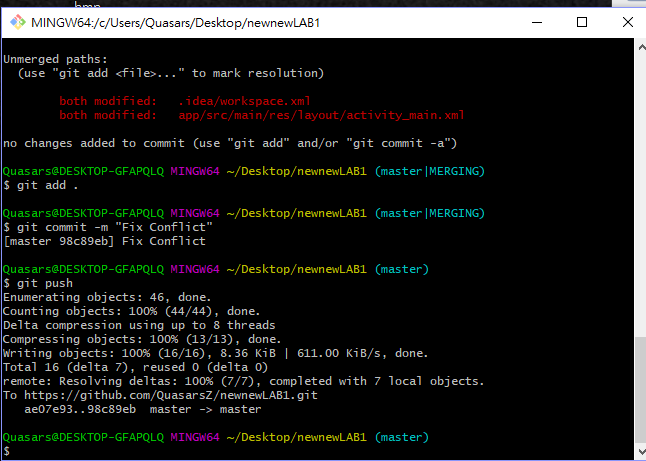 bmp
MINGW64:/c/Users/Quasars/Desktop/newnewLAB1
Unmerged paths:
  (use "git add <file>..." to mark resolution)
        both modified:   .idea/workspace.xml
        both modified:   app/src/main/res/layout/activity_main.xml
no changes added to commit (use "git add" and/or "git commit -a")
Quasars@DESKTOP-GFAPQLQ MINGW64 ~/Desktop/newnewLAB1 (master|MERGING)
$ git add .
Quasars@DESKTOP-GFAPQLQ MINGW64 ~/Desktop/newnewLAB1 (master|MERGING)
$ git commit -m "Fix Conflict"
[master 98c89eb] Fix Conflict
Quasars@DESKTOP-GFAPQLQ MINGW64 ~/Desktop/newnewLAB1 (master)
$ git push
Enumerating objects: 46, done.
Counting objects: 100% (44/44), done.
Delta compression using up to 8 threads
Compressing objects: 100% (13/13), done.
Writing objects: 100% (16/16), 8.36 KiB | 611.00 KiB/s, done.
Total 16 (delta 7), reused 0 (delta 0)
remote: Resolving deltas: 100% (7/7), completed with 7 local objects.
To https://github.com/QuasarsZ/newnewLAB1.git
   ae07e93..98c89eb  master -> master
Quasars@DESKTOP-GFAPQLQ MINGW64 ~/Desktop/newnewLAB1 (master)
$